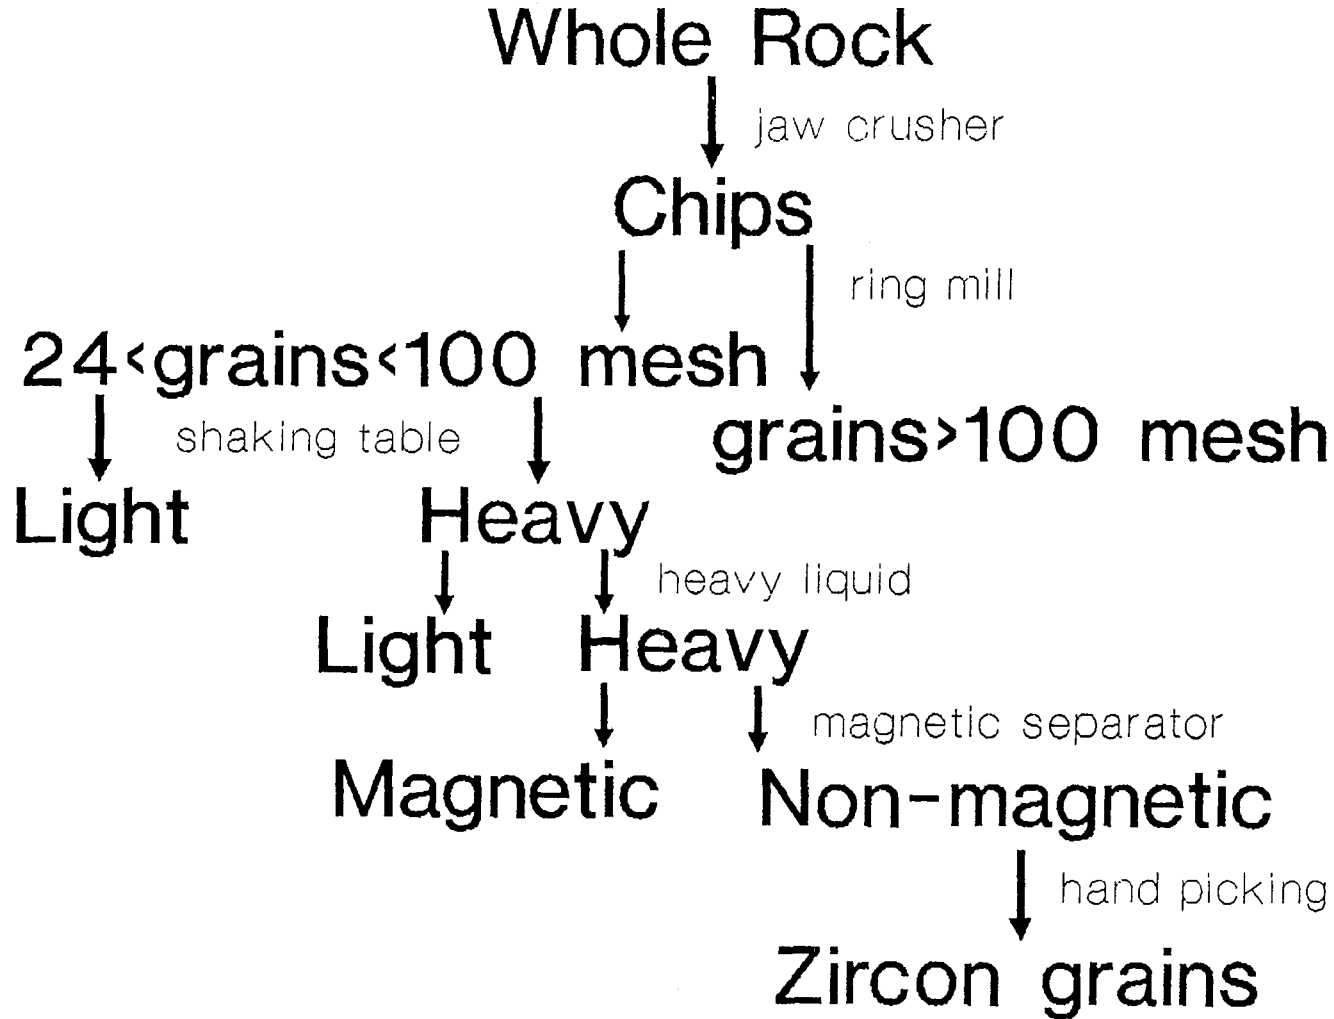 Whole Rock
jaw crusher
Chips
ring mill
24<grains<100 mesh
grains>100 mesh
shaking table
Light
Heavy
heavy liquid
Light
Heavy
magnetic separator
Magnetic
Non-magnetic
hand picking
Zircon grains